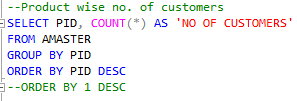 --Product wise no. of customers
SELECT PID, COUNT(*) AS 'NO OF CUSTOMERS'
FROM AMASTER
GROUP BY PID
ORDER BY PID DESC
--ORDER BY 1 DESC